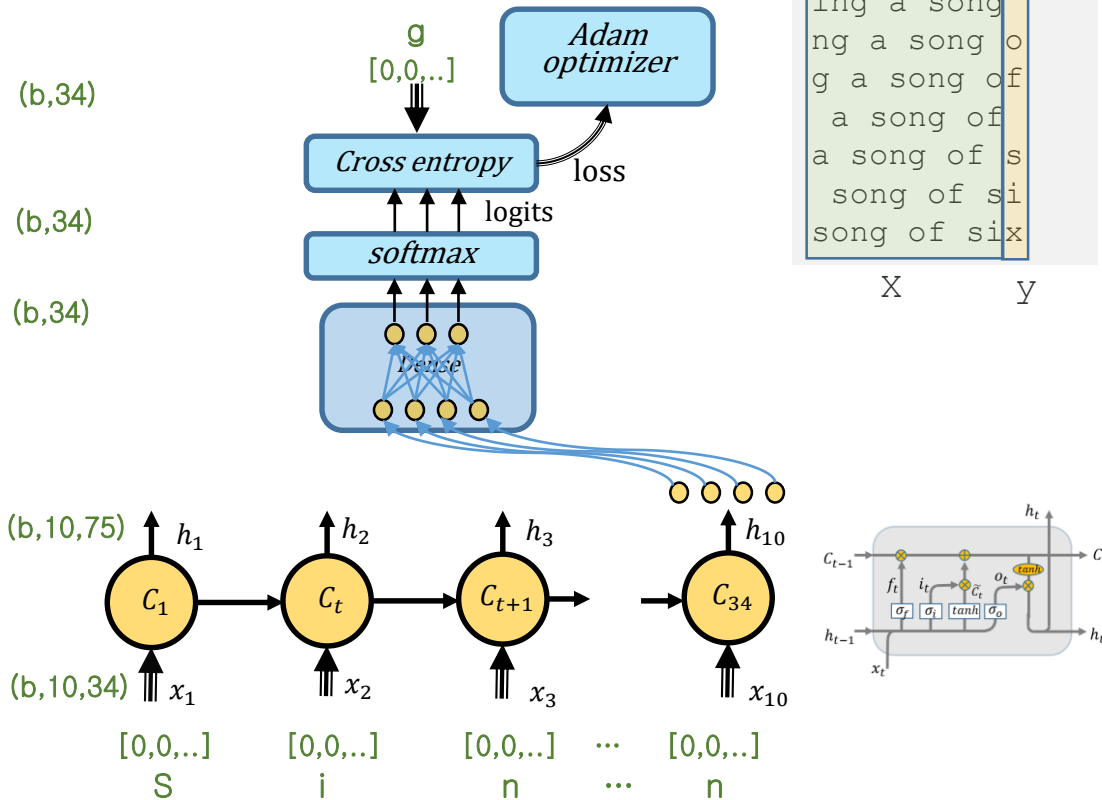 g
[0,0,..]
Adam
optimizer
(b,34)
Cross entropy
loss
(b,34)
logits
softmax
(b,34)
Dense
ing a song
ng a song o
g a song of
a song of
a song of s
song of si
song of six
X
y
(b,10,75)
h₁
h₂
h₃
h₁₀
C₁
Cₜ
Cₜ₊₁
C₃₄
(b,10,34)
x₁
x₂
x₃
x₁₀
[0,0,..]
[0,0,..]
[0,0,..]
...
[0,0,..]
S
i
n
...
n
hₜ
Cₜ₋₁
C
tanh
fₜ
iₜ
C̃ₜ
oₜ
σ_f
σᵢ
tanh
σₒ
hₜ₋₁
hₜ
xₜ